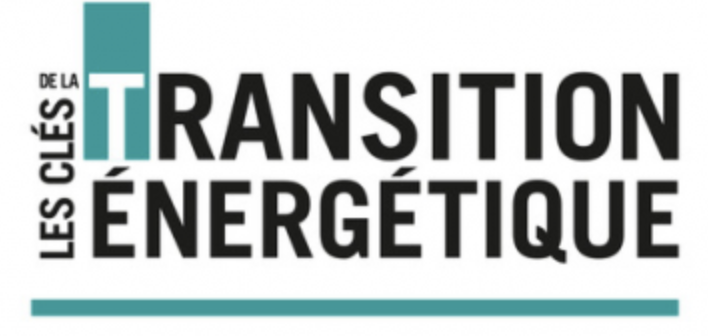 LES CLÉS
DE LA
TRANSITION
ÉNERGÉTIQUE